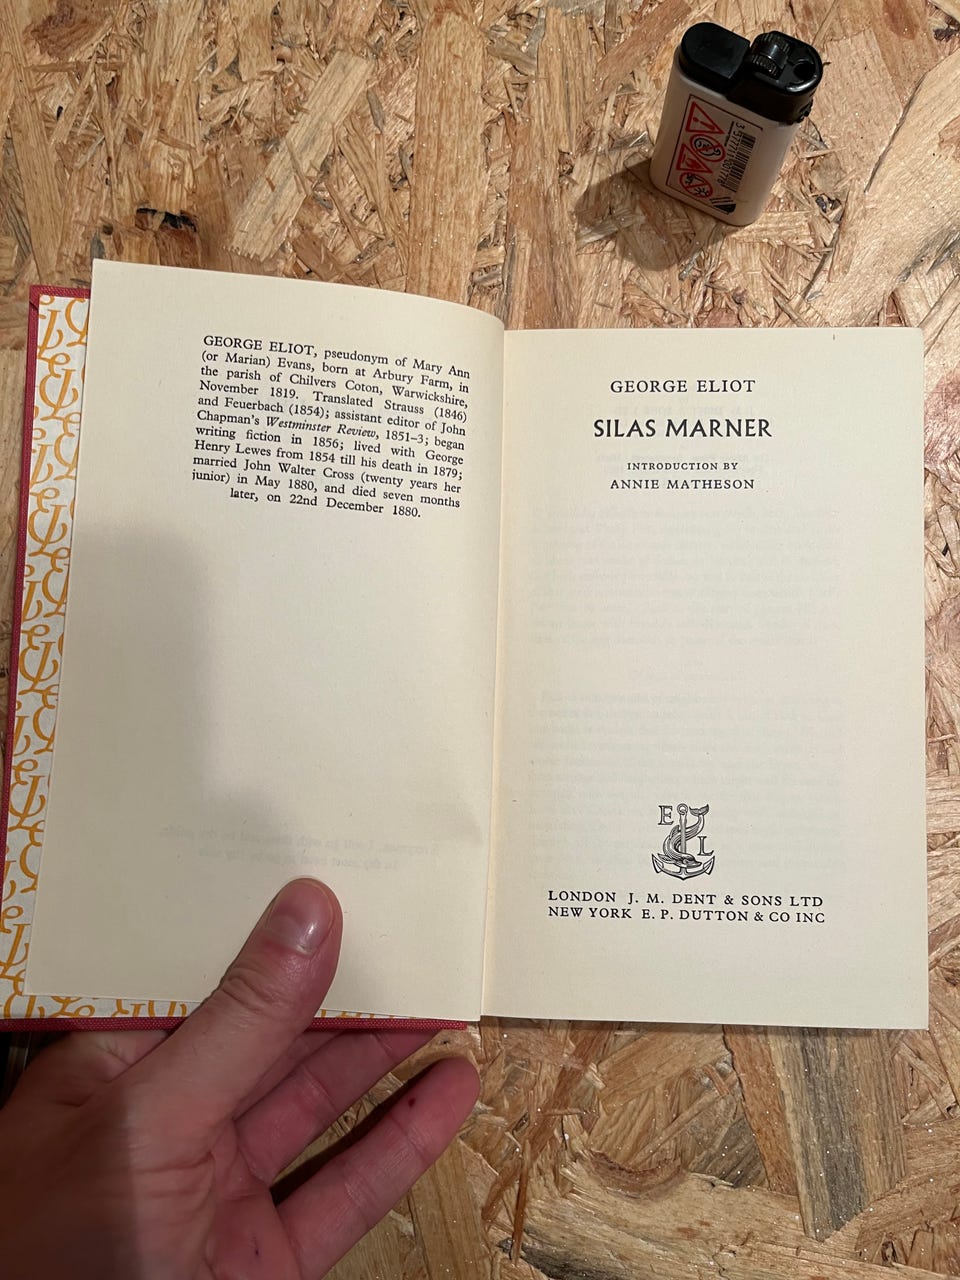 GEORGE ELIOT, pseudonym of Mary Ann
(or Marian) Evans, born at Arbury Farm, in
the parish of Chilvers Coton, Warwickshire,
November 1819. Translated Strauss (1846)
and Feuerbach (1854); assistant editor of John
Chapman's Westminster Review, 1851–3; began
writing fiction in 1856; lived with George
Henry Lewes from 1854 till his death in 1879;
married John Walter Cross (twenty years her
junior) in May 1880, and died seven months
later, on 22nd December 1880.
GEORGE ELIOT
SILAS MARNER
INTRODUCTION BY
ANNIE MATHESON
E
L
LONDON J. M. DENT & SONS LTD
NEW YORK E. P. DUTTON & CO INC